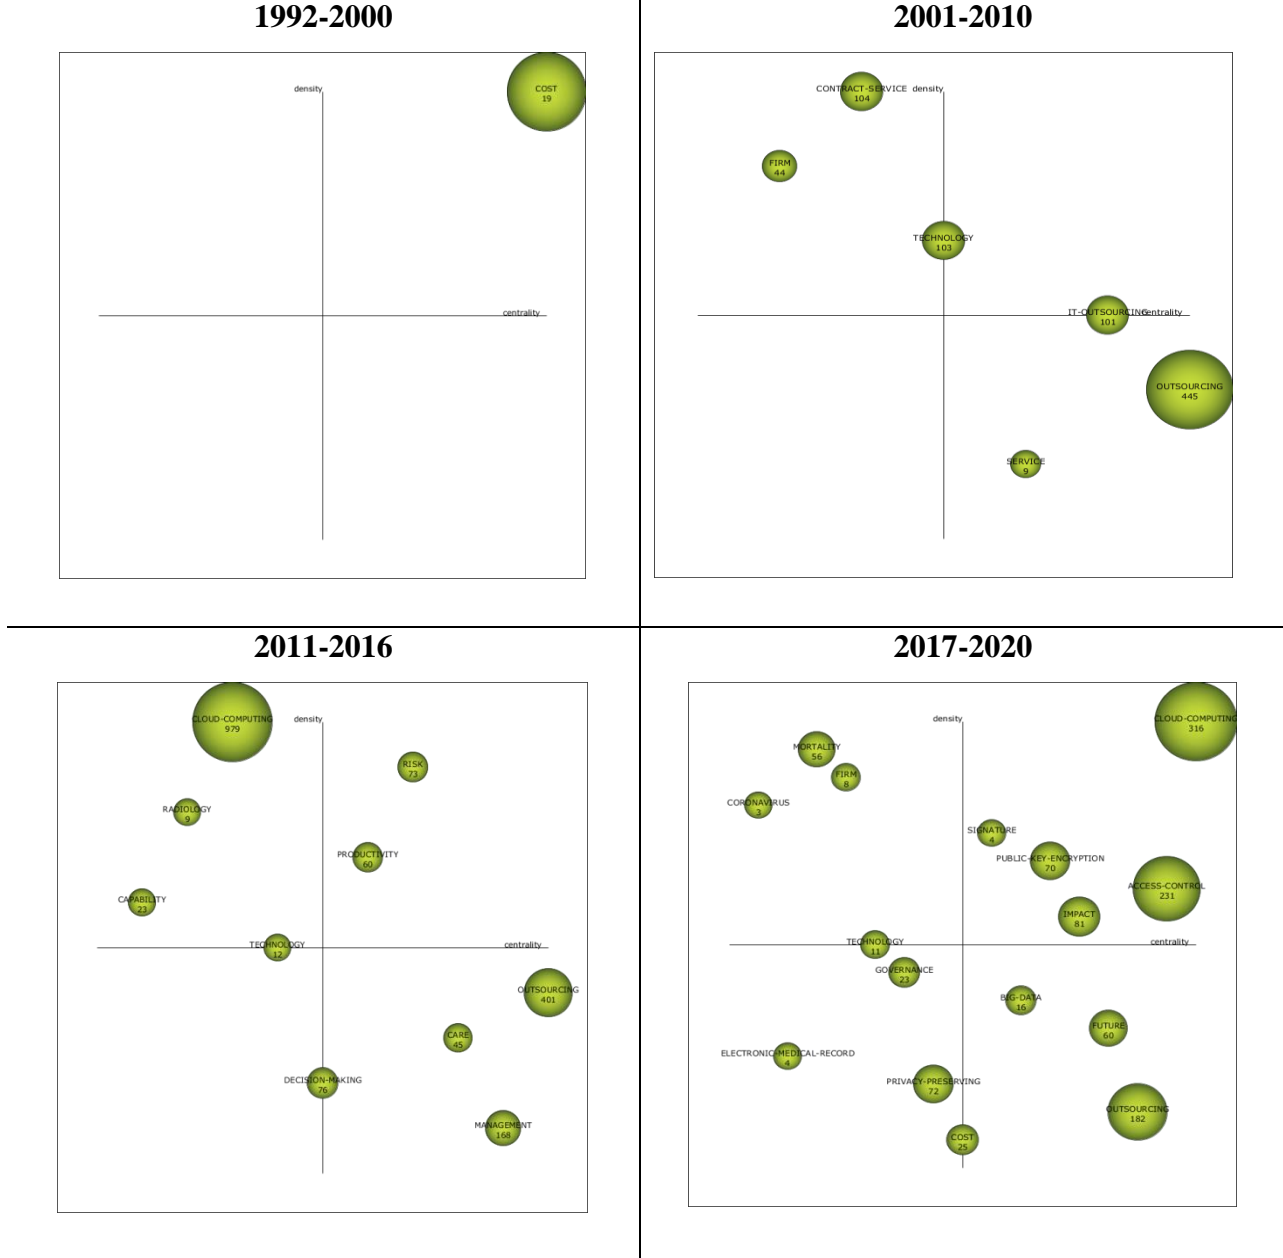 1992-2000
density
COST
19
centrality
2001-2010
CONTRACT-SERVICE
104
density
FIRM
44
TECHNOLOGY
103
IT-OUTSOURCING
101
centrality
OUTSOURCING
445
SERVICE
9
2011-2016
CLOUD-COMPUTING
979
density
RISK
73
RADIOLOGY
9
PRODUCTIVITY
60
CAPABILITY
23
TECHNOLOGY
12
centrality
OUTSOURCING
401
CARE
45
DECISION-MAKING
76
MANAGEMENT
168
2017-2020
density
CLOUD-COMPUTING
316
MORTALITY
56
FIRM
8
CORONAVIRUS
3
SIGNATURE
4
PUBLIC-KEY-ENCRYPTION
70
ACCESS-CONTROL
231
IMPACT
81
TECHNOLOGY
11
centrality
GOVERNANCE
23
BIG-DATA
16
FUTURE
60
ELECTRONIC-MEDICAL-RECORD
4
PRIVACY-PRESERVING
72
OUTSOURCING
182
COST
25